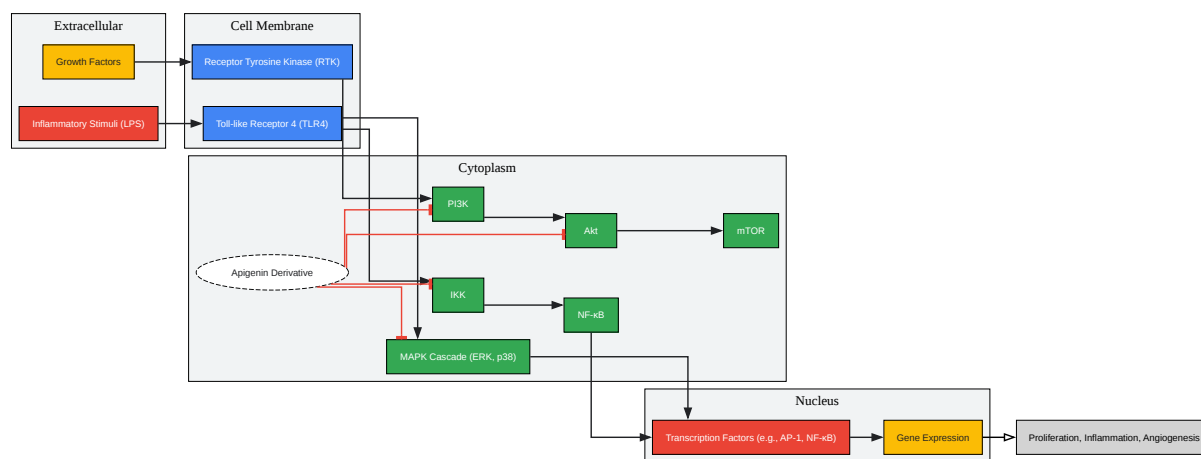 Extracellular
Cell Membrane
Growth Factors
Receptor Tyrosine Kinase (RTK)
Inflammatory Stimuli (LPS)
Toll-like Receptor 4 (TLR4)
Cytoplasm
PI3K
Akt
mTOR
Apigenin Derivative
IKK
NF-κB
MAPK Cascade (ERK, p38)
Nucleus
Transcription Factors (e.g., AP-1, NF-κB)
Gene Expression
Proliferation, Inflammation, Angiogenesis